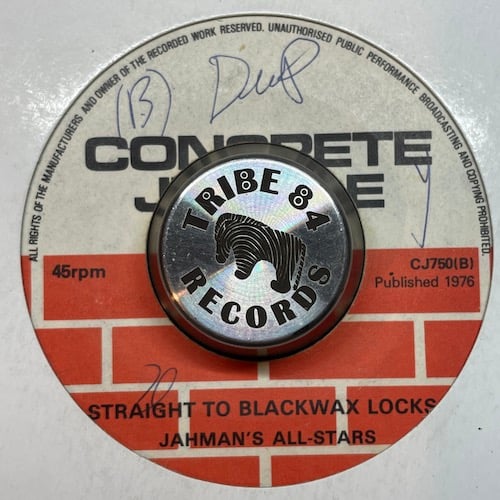 ALL RIGHTS OF THE MANUFACTURERS AND OWNER OF THE RECORDED WORK RESERVED. UNAUTHORISED PUBLIC PERFORMANCE BROADCASTING AND COPYING PROHIBITED.
(B) Dub
CONCRETE
J E
TRIBE 84
RECORDS
45rpm
CJ750(B)
Published 1976
20
STRAIGHT TO BLACKWAX LOCKS
JAHMAN'S ALL-STARS